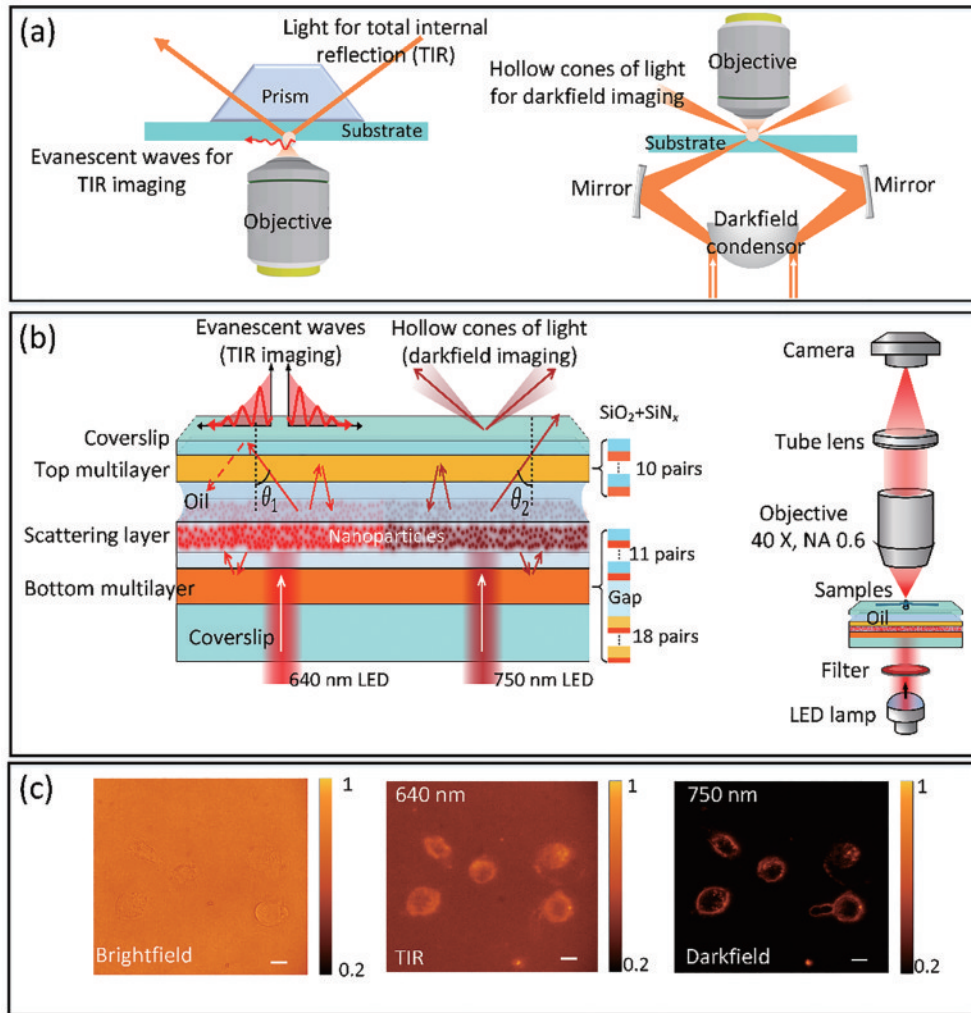 (a)
Light for total internal
reflection (TIR)
Prism
Substrate
Evanescent waves for
TIR imaging
Objective
Objective
Hollow cones of light
for darkfield imaging
Substrate
Mirror
Mirror
Darkfield
condensor
(b)
Evanescent waves
(TIR imaging)
Hollow cones of light
(darkfield imaging)
SiO₂+SiNₓ
Coverslip
Top multilayer
10 pairs
Oil
θ₁
θ₂
Scattering layer
Nanoparticles
11 pairs
Bottom multilayer
Gap
Coverslip
18 pairs
640 nm LED
750 nm LED
Camera
Tube lens
Objective
40 X, NA 0.6
Samples
Oil
Filter
LED lamp
(c)
Brightfield
1
0.2
640 nm
TIR
1
0.2
750 nm
Darkfield
1
0.2